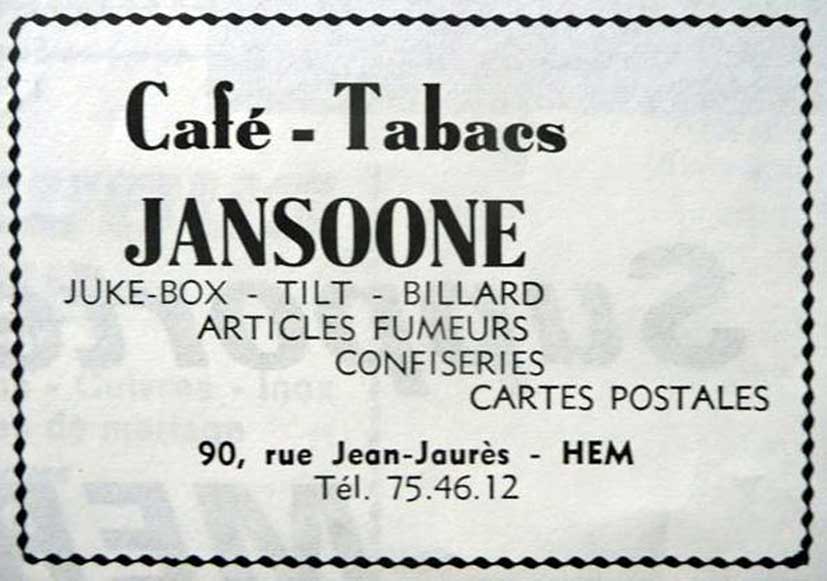 Café - Tabacs
JANSOONE
JUKE-BOX - TILT - BILLARD
ARTICLES FUMEURS
CONFISERIES
CARTES POSTALES
90, rue Jean-Jaurès - HEM
Tél. 75.46.12